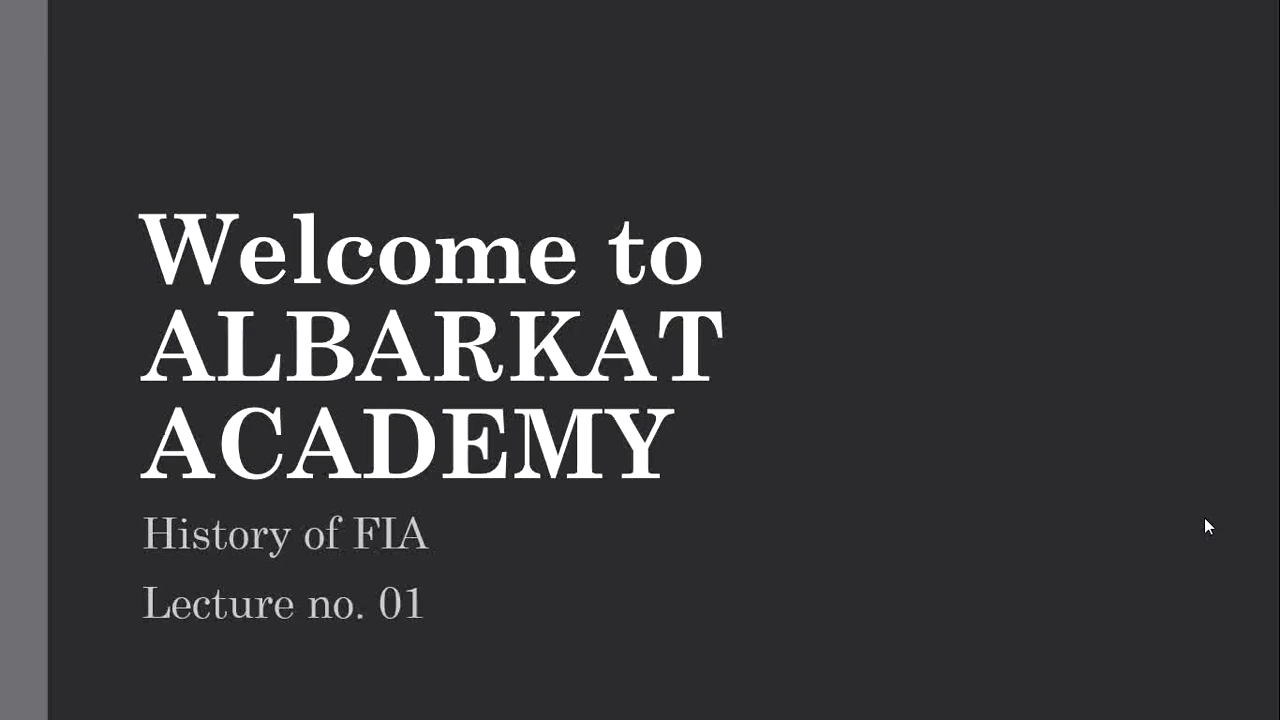 Welcome to
ALBARKAT
ACADEMY
History of FIA
Lecture no. 01